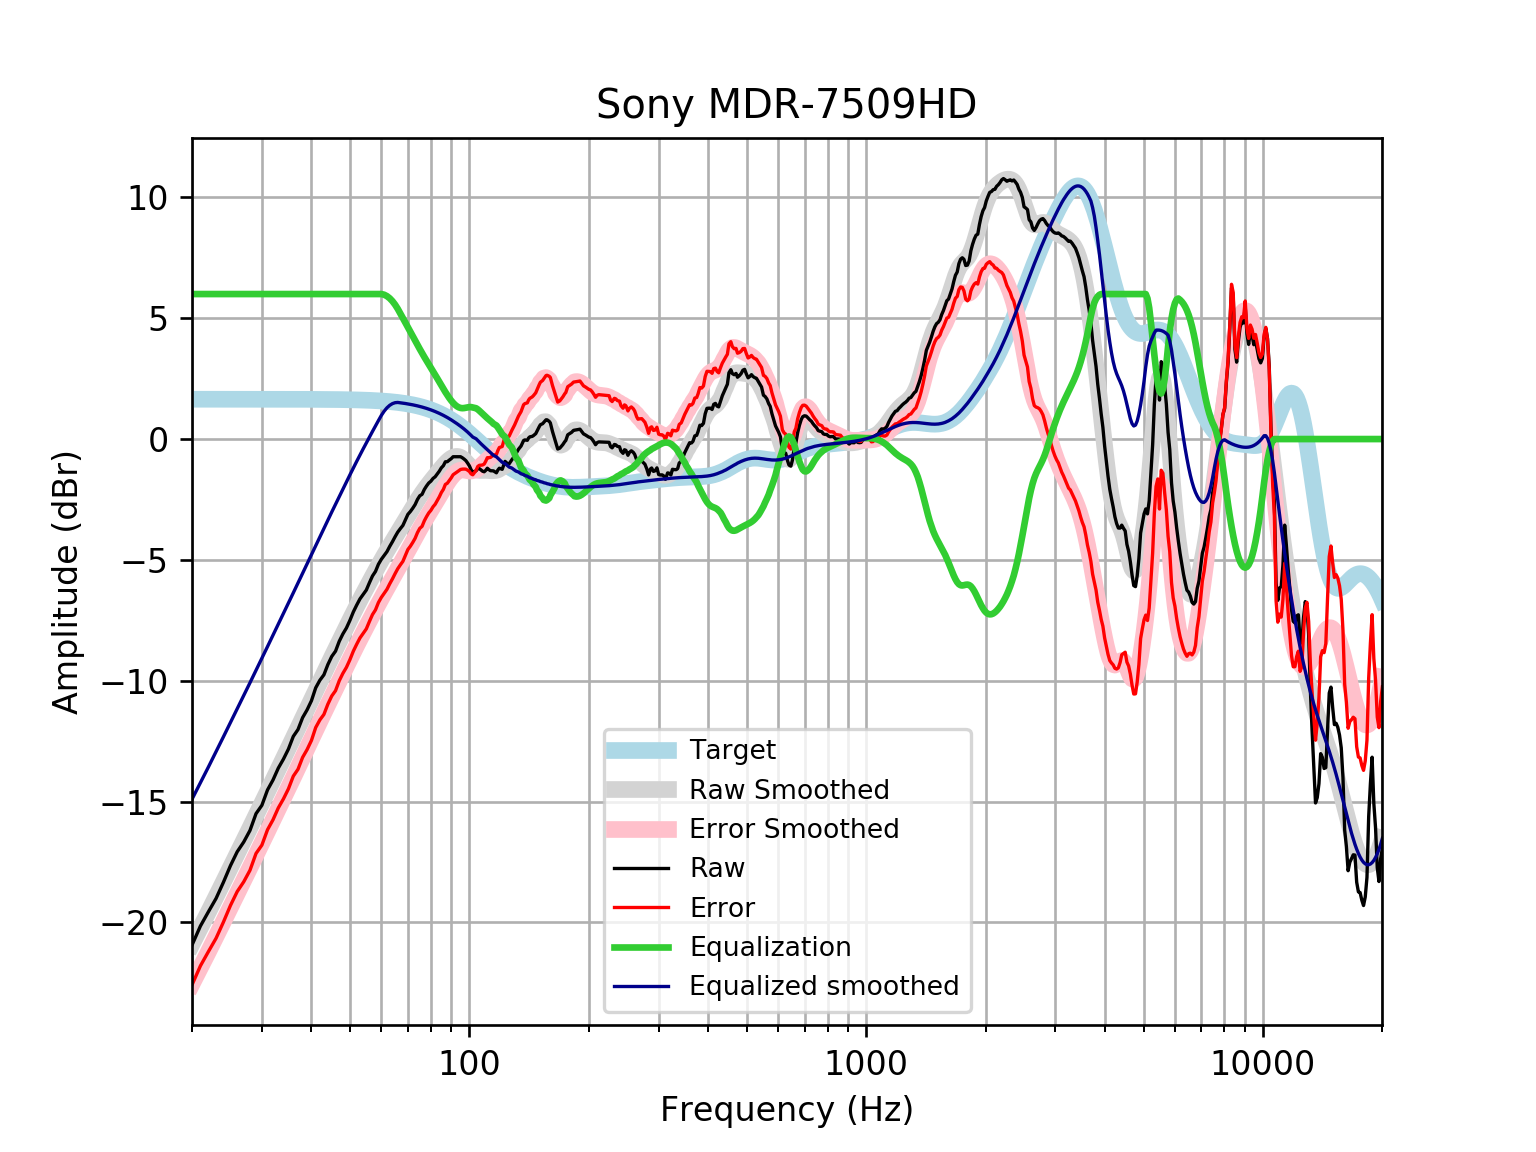 Sony MDR-7509HD
10
5
0
−5
−10
−15
−20
Amplitude (dBr)
Target
Raw Smoothed
Error Smoothed
Raw
Error
Equalization
Equalized smoothed
100 1000 10000
Frequency (Hz)